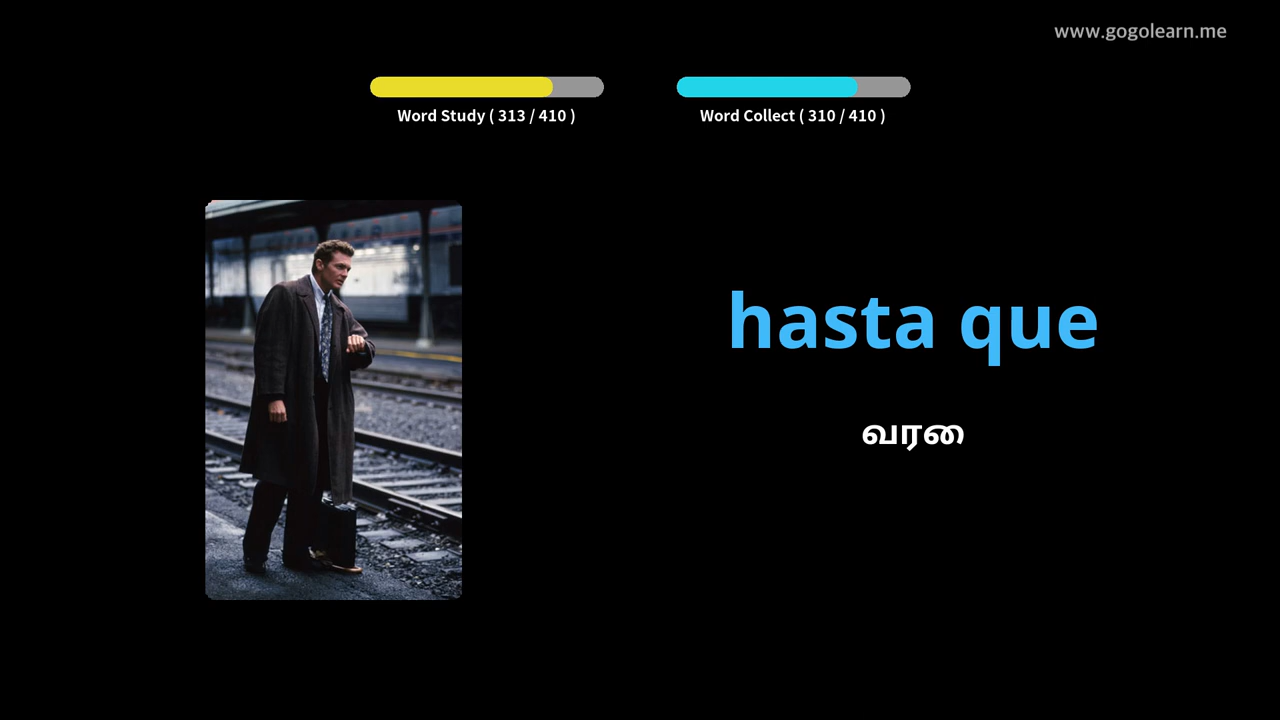 www.gogolearn.me
Word Study ( 313 / 410 )
Word Collect ( 310 / 410 )
hasta que
வரை